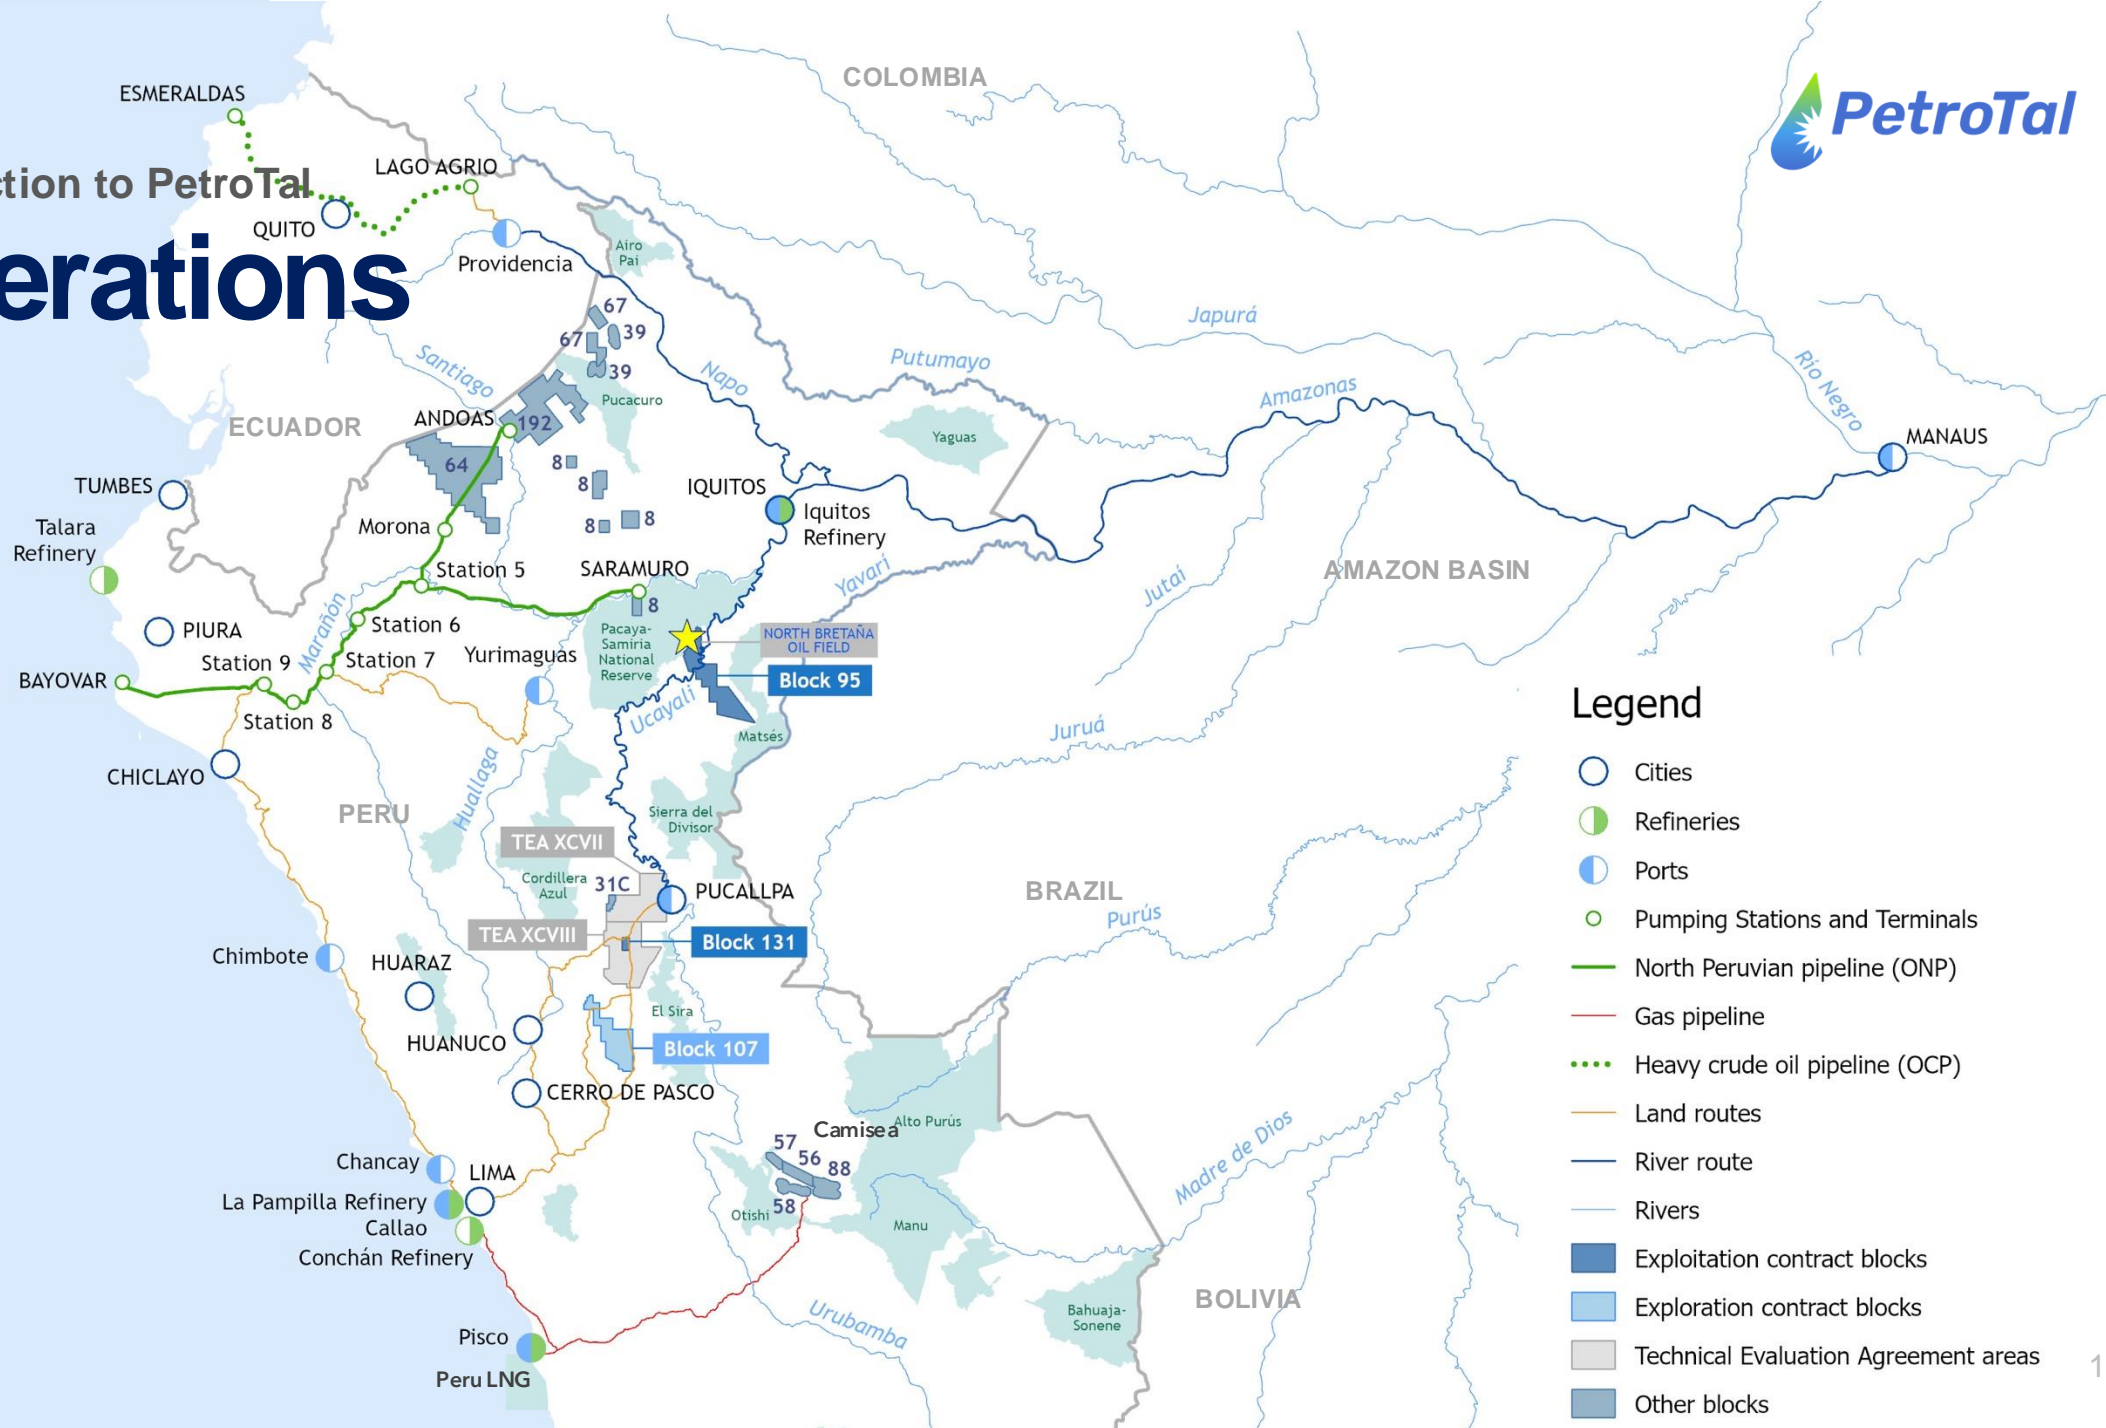 PetroTal
ction to PetroTal
erations
COLOMBIA
ESMERALDAS
LAGO AGRIO
QUITO
Providencia
Airo
Pai
67
39
67
39
Santiago
Napo
Putumayo
Japurá
Amazonas
Río Negro
MANAUS
Pucacuro
Yaguas
ECUADOR
ANDOAS
192
64
8
8
8
8
TUMBES
Talara
Refinery
Morona
IQUITOS
Iquitos
Refinery
Station 5
SARAMURO
8
Yavarí
Jutaí
AMAZON BASIN
PIURA
Marañón
Station 6
Station 7
Station 9
Yurimaguas
Pacaya-
Samiria
National
Reserve
NORTH BRETAÑA
OIL FIELD
Block 95
BAYOVAR
Station 8
Ucayali
Matsés
Juruá
CHICLAYO
PERU
Huallaga
Sierra del
Divisor
TEA XCVII
Cordillera
Azul
31C
PUCALLPA
BRAZIL
Purús
TEA XCVIII
Block 131
Chimbote
HUARAZ
El Sira
HUANUCO
Block 107
CERRO DE PASCO
Camisea
Alto Purús
57
56
88
58
Otishi
Manu
Madre de Dios
Chancay
LIMA
La Pampilla Refinery
Callao
Conchán Refinery
Urubamba
Bahuaja-
Sonene
BOLIVIA
Pisco
Peru LNG
Legend
Cities
Refineries
Ports
Pumping Stations and Terminals
North Peruvian pipeline (ONP)
Gas pipeline
Heavy crude oil pipeline (OCP)
Land routes
River route
Rivers
Exploitation contract blocks
Exploration contract blocks
Technical Evaluation Agreement areas
Other blocks
1